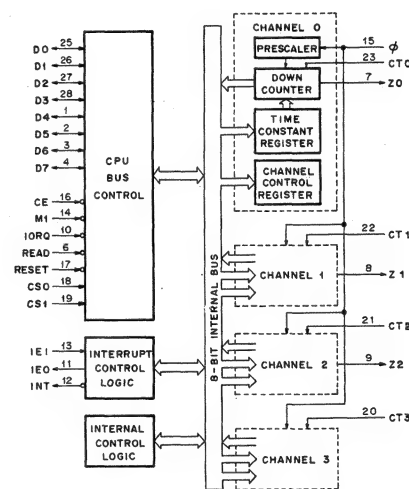 CHANNEL 0
PRESCALER
15
Ø
23
CT0
DOWN
COUNTER
7
Z0
TIME
CONSTANT
REGISTER
CHANNEL
CONTROL
REGISTER
D0 25
D1 26
D2 27
D3 28
D4 1
D5 2
D6 3
D7 4
CPU
BUS
CONTROL
CE 16
M1 14
IORQ 10
READ 6
RESET 17
CS0 18
CS1 19
8-BIT INTERNAL BUS
22
CT1
CHANNEL 1
8
Z1
21
CT2
CHANNEL 2
9
Z2
IEI 13
IEO 11
INT 12
INTERRUPT
CONTROL
LOGIC
INTERNAL
CONTROL
LOGIC
20
CT3
CHANNEL 3